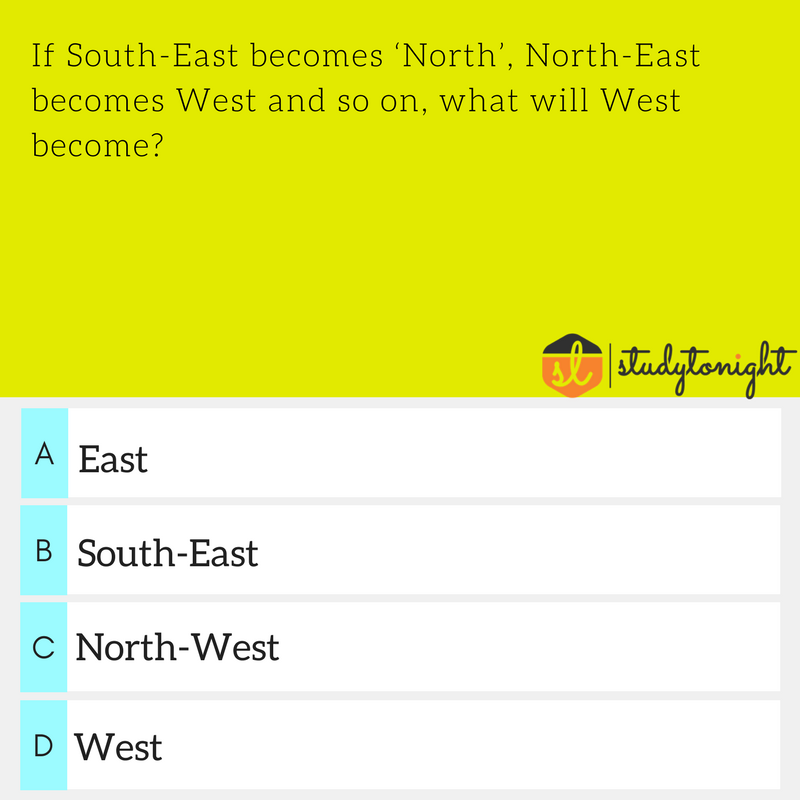 If South-East becomes ‘North’, North-East
becomes West and so on, what will West
become?
sl studytonight
A East
B South-East
C North-West
D West